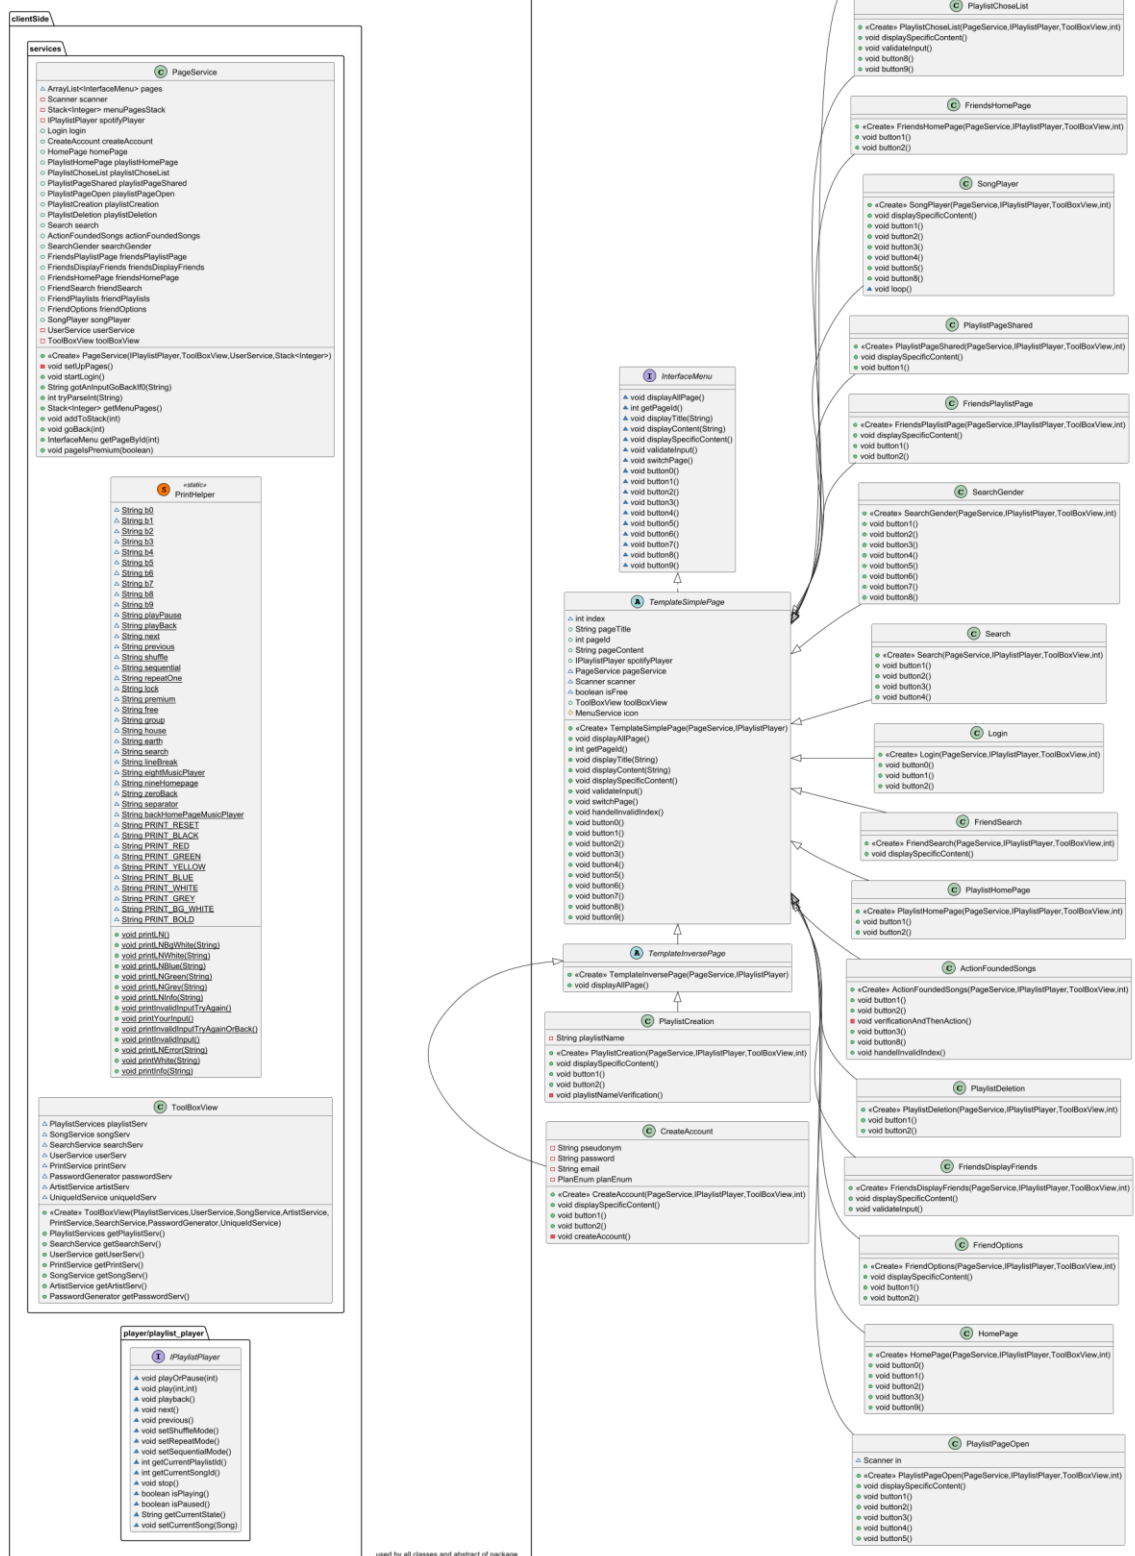 clientSide
services
C PageService
ArrayList<InterfaceMenu> pages
Scanner scanner
Stack<Integer> menuPagesStack
IPlaylistPlayer spotifyPlayer
Login login
CreateAccount createAccount
HomePage homePage
PlaylistHomePage playlistHomePage
PlaylistChoseList playlistChoseList
PlaylistPageShared playlistPageShared
PlaylistPageOpen playlistPageOpen
PlaylistCreation playlistCreation
PlaylistDeletion playlistDeletion
Search search
ActionFoundedSongs actionFoundedSongs
SearchGender searchGender
FriendsPlaylistPage friendsPlaylistPage
FriendsDisplayFriends friendsDisplayFriends
FriendsHomePage friendsHomePage
FriendSearch friendSearch
FriendPlaylists friendPlaylists
FriendOptions friendOptions
SongPlayer songPlayer
UserService userService
ToolBoxView toolBoxView
«Create» PageService(IPlaylistPlayer,ToolBoxView,UserService,Stack<Integer>)
void setUpPages()
void startLogin()
String gotAnInputGoBackIf0(String)
int tryParseInt(String)
Stack<Integer> getMenuPages()
void addToStack(int)
void goBack(int)
InterfaceMenu getPageById(int)
void pageIsPremium(boolean)
«static»
S PrintHelper
String b0
String b1
String b2
String b3
String b4
String b5
String b6
String b7
String b8
String b9
String playPause
String playBack
String next
String previous
String shuffle
String sequential
String repeatOne
String lock
String premium
String free
String group
String house
String earth
String search
String lineBreak
String eightMusicPlayer
String nineHomepage
String zeroBack
String separator
String backHomePageMusicPlayer
String PRINT_RESET
String PRINT_BLACK
String PRINT_RED
String PRINT_GREEN
String PRINT_YELLOW
String PRINT_BLUE
String PRINT_WHITE
String PRINT_GREY
String PRINT_BG_WHITE
String PRINT_BOLD
void printLN()
void printLNBgWhite(String)
void printLNWhite(String)
void printLNBlue(String)
void printLNGreen(String)
void printLNGrey(String)
void printLNInfo(String)
void printInvalidInputTryAgain()
void printYourInput()
void printInvalidInputTryAgainOrBack()
void printInvalidInput()
void printLNError(String)
void printWhite(String)
void printInfo(String)
C ToolBoxView
PlaylistServices playlistServ
SongService songServ
SearchService searchServ
UserService userServ
PrintService printServ
PasswordGenerator passwordServ
ArtistService artistServ
UniqueIdService uniqueIdServ
«Create» ToolBoxView(PlaylistServices,UserService,SongService,ArtistService,
PrintService,SearchService,PasswordGenerator,UniqueIdService)
PlaylistServices getPlaylistServ()
SearchService getSearchServ()
UserService getUserServ()
PrintService getPrintServ()
SongService getSongServ()
ArtistService getArtistServ()
PasswordGenerator getPasswordServ()
player/playlist_player
I IPlaylistPlayer
void playOrPause(int)
void play(int,int)
void playback()
void next()
void previous()
void setShuffleMode()
void setRepeatMode()
void setSequentialMode()
int getCurrentPlaylistId()
int getCurrentSongId()
void stop()
boolean isPlaying()
boolean isPaused()
String getCurrentState()
void setCurrentSong(Song)
used by all classes and abstract of package
I InterfaceMenu
void displayAllPage()
int getPageId()
void displayTitle(String)
void displayContent(String)
void displaySpecificContent()
void validateInput()
void switchPage()
void button0()
void button1()
void button2()
void button3()
void button4()
void button5()
void button6()
void button7()
void button8()
void button9()
A TemplateSimplePage
int index
String pageTitle
int pageId
String pageContent
IPlaylistPlayer spotifyPlayer
PageService pageService
Scanner scanner
boolean isFree
ToolBoxView toolBoxView
MenuService icon
«Create» TemplateSimplePage(PageService,IPlaylistPlayer)
void displayAllPage()
int getPageId()
void displayTitle(String)
void displayContent(String)
void displaySpecificContent()
void validateInput()
void switchPage()
void handelInvalidIndex()
void button0()
void button1()
void button2()
void button3()
void button4()
void button5()
void button6()
void button7()
void button8()
void button9()
A TemplateInversePage
«Create» TemplateInversePage(PageService,IPlaylistPlayer)
void displayAllPage()
C PlaylistCreation
String playlistName
«Create» PlaylistCreation(PageService,IPlaylistPlayer,ToolBoxView,int)
void displaySpecificContent()
void button1()
void button2()
void playlistNameVerification()
C CreateAccount
String pseudonym
String password
String email
PlanEnum planEnum
«Create» CreateAccount(PageService,IPlaylistPlayer,ToolBoxView,int)
void displaySpecificContent()
void button1()
void button2()
void createAccount()
C PlaylistChoseList
«Create» PlaylistChoseList(PageService,IPlaylistPlayer,ToolBoxView,int)
void displaySpecificContent()
void validateInput()
void button8()
void button9()
C FriendsHomePage
«Create» FriendsHomePage(PageService,IPlaylistPlayer,ToolBoxView,int)
void button1()
void button2()
C SongPlayer
«Create» SongPlayer(PageService,IPlaylistPlayer,ToolBoxView,int)
void displaySpecificContent()
void button1()
void button2()
void button3()
void button4()
void button5()
void button8()
void loop()
C PlaylistPageShared
«Create» PlaylistPageShared(PageService,IPlaylistPlayer,ToolBoxView,int)
void displaySpecificContent()
void button1()
C FriendsPlaylistPage
«Create» FriendsPlaylistPage(PageService,IPlaylistPlayer,ToolBoxView,int)
void displaySpecificContent()
void button1()
void button2()
C SearchGender
«Create» SearchGender(PageService,IPlaylistPlayer,ToolBoxView,int)
void button1()
void button2()
void button3()
void button4()
void button5()
void button6()
void button7()
void button8()
C Search
«Create» Search(PageService,IPlaylistPlayer,ToolBoxView,int)
void button1()
void button2()
void button3()
void button4()
C Login
«Create» Login(PageService,IPlaylistPlayer,ToolBoxView,int)
void button0()
void button1()
void button2()
C FriendSearch
«Create» FriendSearch(PageService,IPlaylistPlayer,ToolBoxView,int)
void displaySpecificContent()
C PlaylistHomePage
«Create» PlaylistHomePage(PageService,IPlaylistPlayer,ToolBoxView,int)
void button1()
void button2()
C ActionFoundedSongs
«Create» ActionFoundedSongs(PageService,IPlaylistPlayer,ToolBoxView,int)
void button1()
void button2()
void verificationAndThenAction()
void button3()
void button8()
void handelInvalidIndex()
C PlaylistDeletion
«Create» PlaylistDeletion(PageService,IPlaylistPlayer,ToolBoxView,int)
void button1()
void button2()
C FriendsDisplayFriends
«Create» FriendsDisplayFriends(PageService,IPlaylistPlayer,ToolBoxView,int)
void displaySpecificContent()
void validateInput()
C FriendOptions
«Create» FriendOptions(PageService,IPlaylistPlayer,ToolBoxView,int)
void displaySpecificContent()
void button1()
void button2()
C HomePage
«Create» HomePage(PageService,IPlaylistPlayer,ToolBoxView,int)
void button0()
void button1()
void button2()
void button3()
void button9()
C PlaylistPageOpen
Scanner in
«Create» PlaylistPageOpen(PageService,IPlaylistPlayer,ToolBoxView,int)
void displaySpecificContent()
void button1()
void button2()
void button3()
void button4()
void button5()